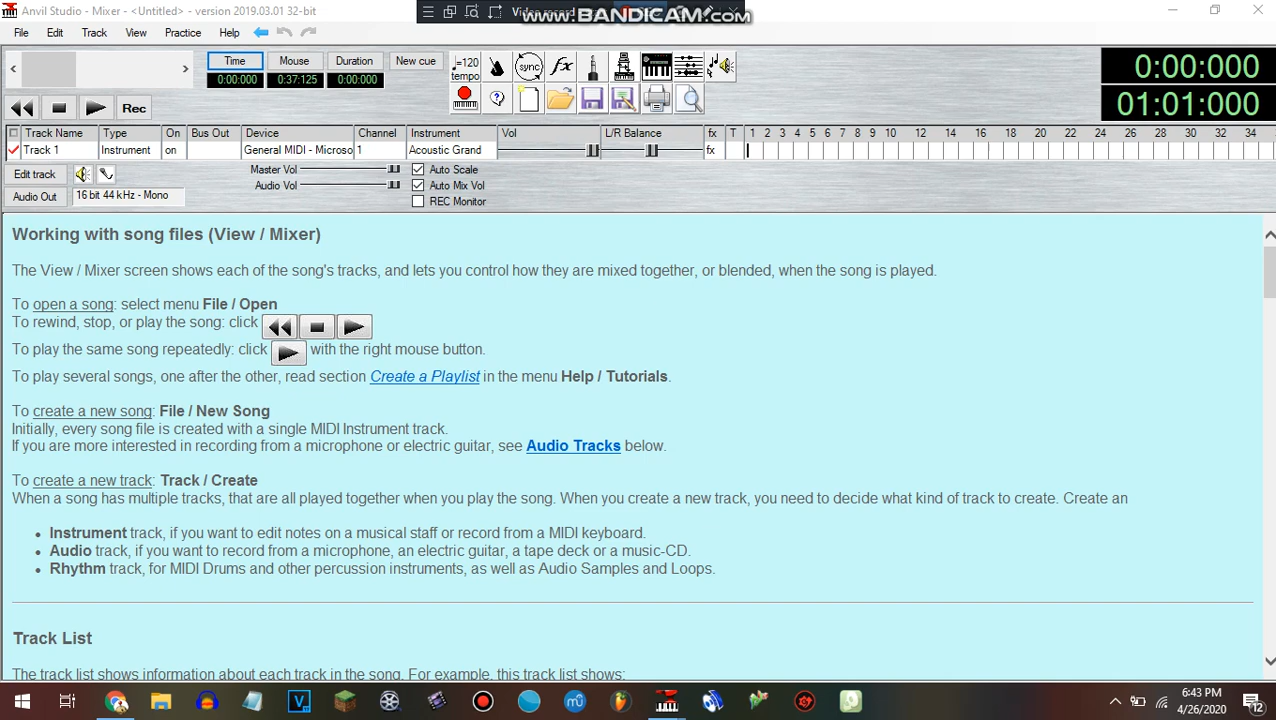 Anvil Studio - Mixer - <Untitled> - version 2019.03.01 32-bit
www.BANDICAM.com
File Edit Track View Practice Help
Time Mouse Duration New cue
0:00:000 0:37:125 0:00:000
=120
tempo
sync
fx
0:00:000
01:01:000
Rec
Track Name Type On Bus Out Device Channel Instrument Vol L/R Balance fx T 1 2 3 4 5 6 7 8 9 10 12 14 16 18 20 22 24 26 28 30 32 34
Track 1 Instrument on General MIDI - Microso 1 Acoustic Grand fx
Edit track Master Vol Auto Scale
Audio Out 16 bit 44 kHz - Mono Audio Vol Auto Mix Vol
REC Monitor
Working with song files (View / Mixer)
The View / Mixer screen shows each of the song's tracks, and lets you control how they are mixed together, or blended, when the song is played.
To open a song: select menu File / Open
To rewind, stop, or play the song: click
To play the same song repeatedly: click with the right mouse button.
To play several songs, one after the other, read section Create a Playlist in the menu Help / Tutorials.
To create a new song: File / New Song
Initially, every song file is created with a single MIDI Instrument track.
If you are more interested in recording from a microphone or electric guitar, see Audio Tracks below.
To create a new track: Track / Create
When a song has multiple tracks, that are all played together when you play the song. When you create a new track, you need to decide what kind of track to create. Create an
• Instrument track, if you want to edit notes on a musical staff or record from a MIDI keyboard.
• Audio track, if you want to record from a microphone, an electric guitar, a tape deck or a music-CD.
• Rhythm track, for MIDI Drums and other percussion instruments, as well as Audio Samples and Loops.
Track List
The track list shows information about each track in the song. For example, this track list shows:
6:43 PM
4/26/2020
12